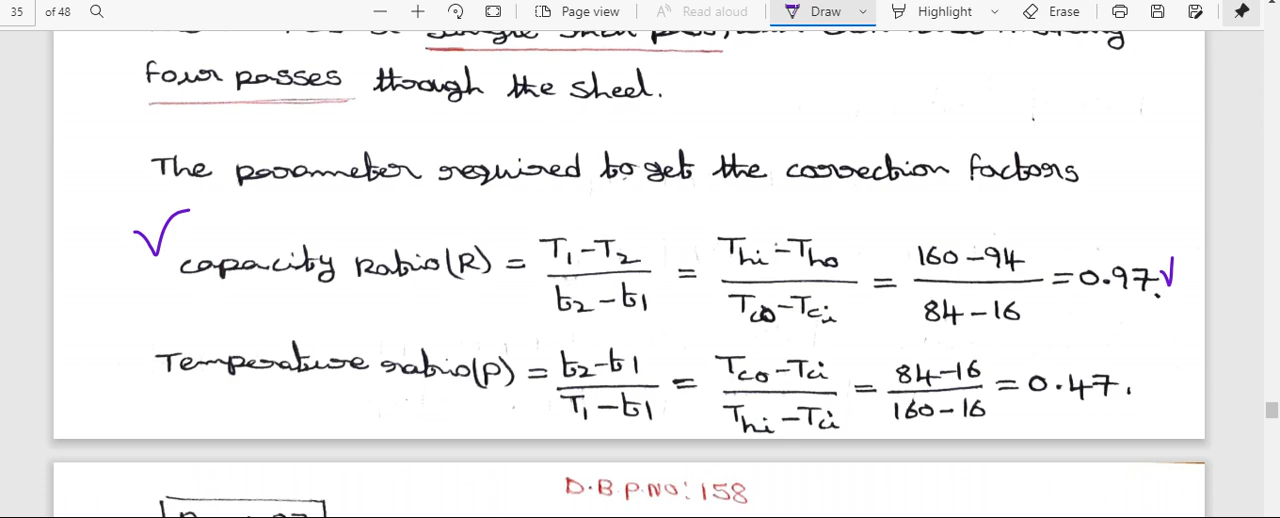 35 of 48 Page view Read aloud Draw Highlight Erase
single shell pass,
four passes through the sheel.
The parameter required to get the correction factors
capacity Ratio(R) = T1-T2 / t2-t1 = Thi-Tho / Tco-Tci = 160-94 / 84-16 = 0.97.
Temperature ratio(p) = t2-t1 / T1-t1 = Tco-Tci / Thi-Tci = 84-16 / 160-16 = 0.47.
D.B.P.NO: 158